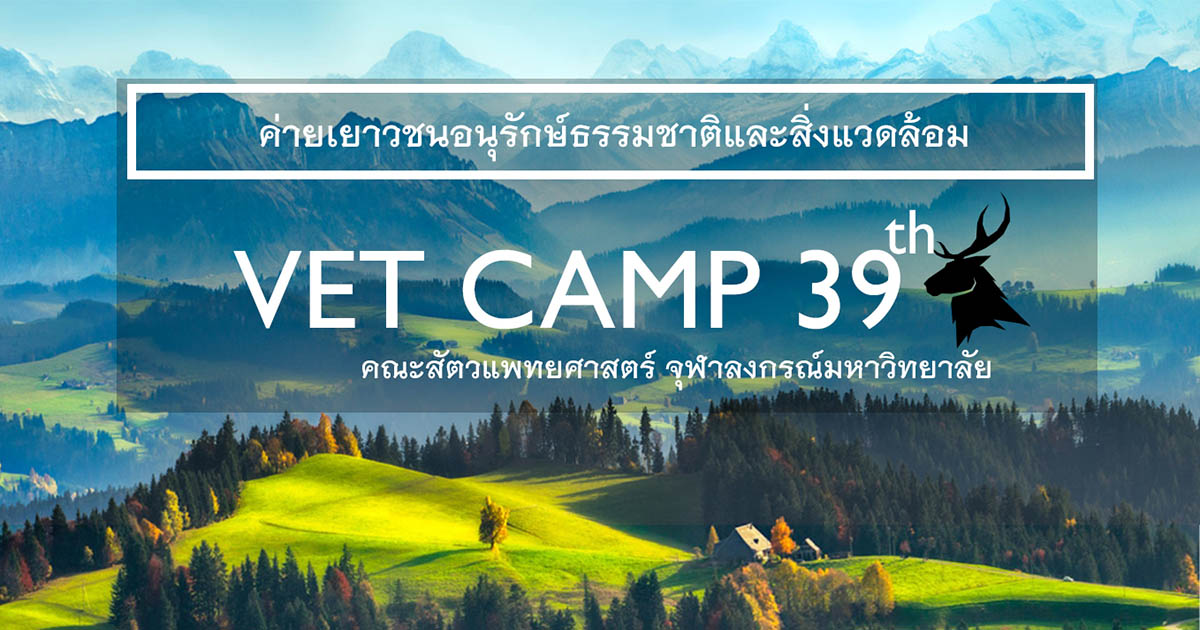 ค่ายเยาวชนอนุรักษ์ธรรมชาติและสิ่งแวดล้อม
VET CAMP 39th
คณะสัตวแพทยศาสตร์ จุฬาลงกรณ์มหาวิทยาลัย